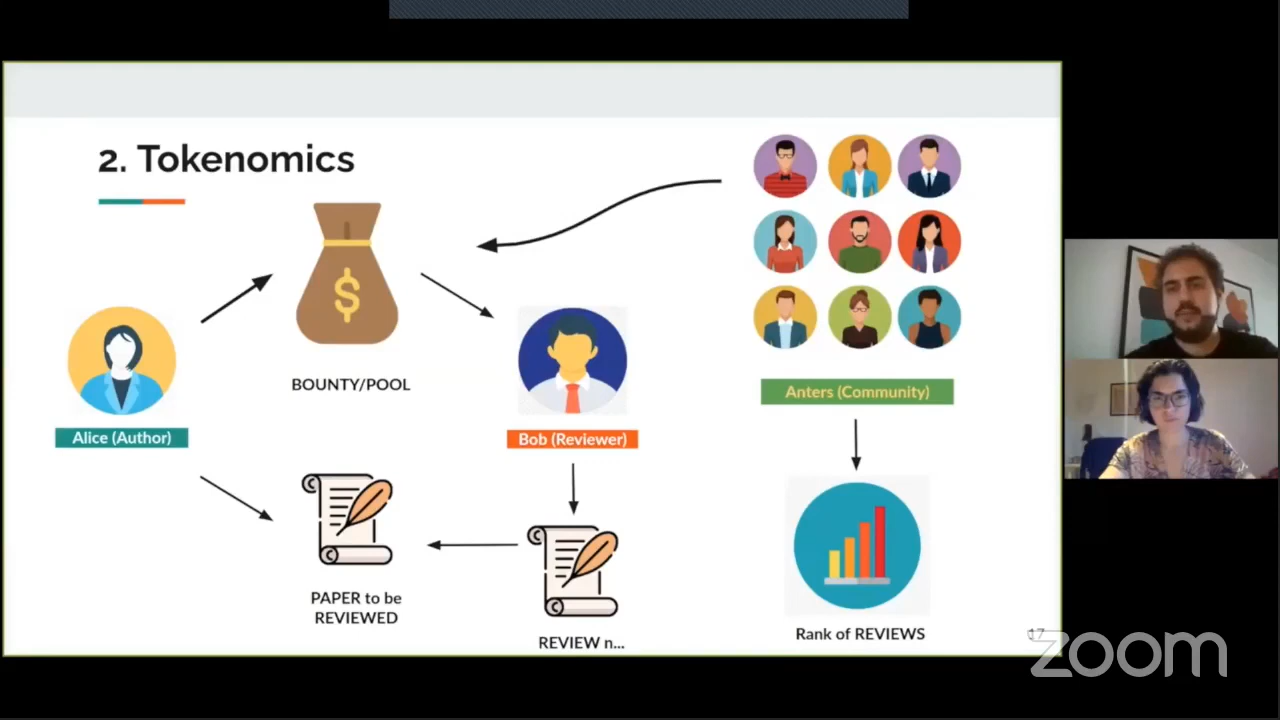 2. Tokenomics
BOUNTY/POOL
Alice (Author)
Bob (Reviewer)
Anters (Community)
PAPER to be
REVIEWED
REVIEW n...
Rank of REVIEWS
17
zoom